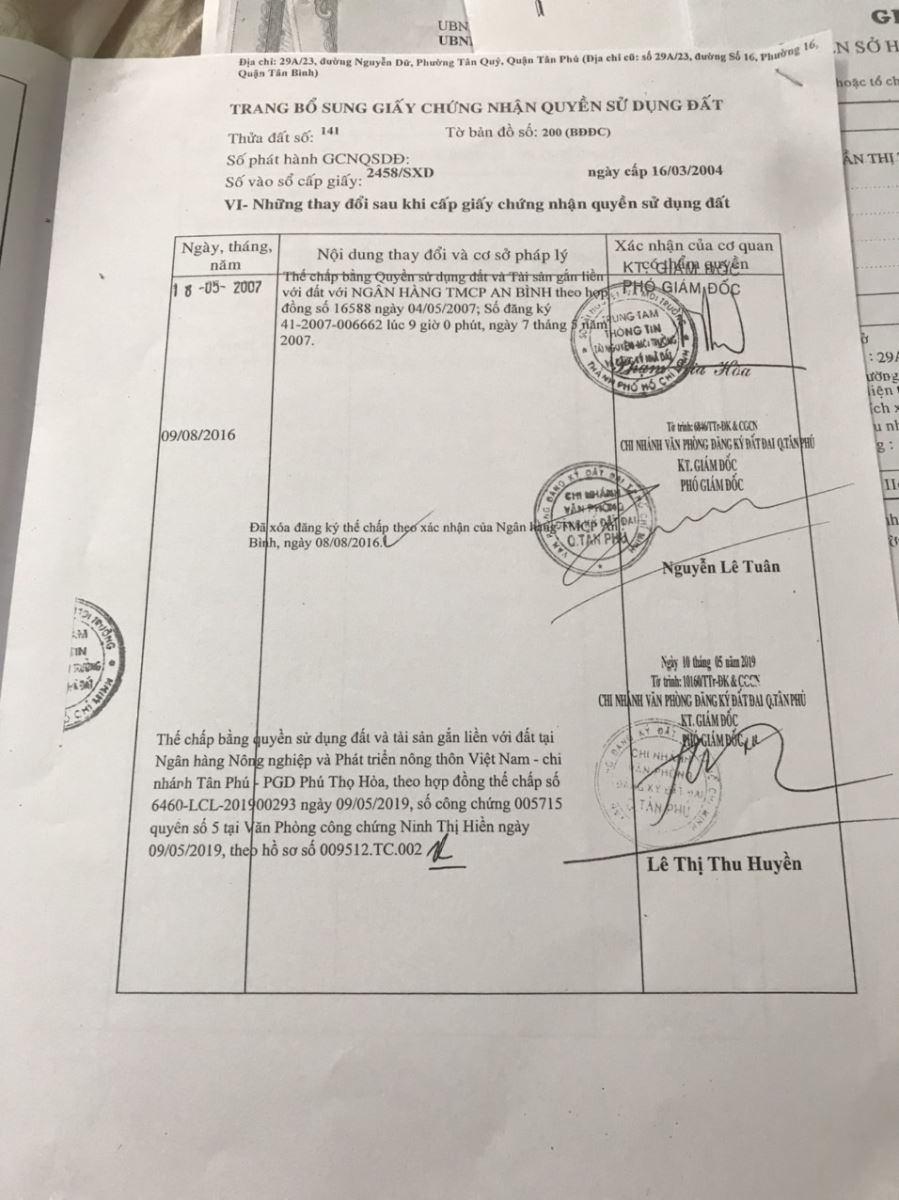 UBN
UBN
GI
N SỞ H
hoặc tổ ch
ẦN THỊ
Địa chỉ: 29A/23, đường Nguyễn Dữ, Phường Tân Quý, Quận Tân Phú (Địa chỉ cũ: số 29A/23, đường Số 16, Phường 16,
Quận Tân Bình)
TRANG BỔ SUNG GIẤY CHỨNG NHẬN QUYỀN SỬ DỤNG ĐẤT
Thửa đất số: 141 Tờ bản đồ số: 200 (BĐĐC)
Số phát hành GCNQSDĐ:
Số vào sổ cấp giấy: 2458/SXD ngày cấp 16/03/2004
VI- Những thay đổi sau khi cấp giấy chứng nhận quyền sử dụng đất
Ngày, tháng, năm
Nội dung thay đổi và cơ sở pháp lý
Xác nhận của cơ quan
có thẩm quyền
18 -05- 2007
Thế chấp bằng Quyền sử dụng đất và Tài sản gắn liền
với đất với NGÂN HÀNG TMCP AN BÌNH theo hợp
đồng số 16588 ngày 04/05/2007; Số đăng ký
41-2007-006662 lúc 9 giờ 0 phút, ngày 7 tháng 5 năm
2007.
KT. GIÁM ĐỐC
PHÓ GIÁM ĐỐC
TRUNG TÂM
THÔNG TIN
TÀI NGUYÊN-MÔI TRƯỜNG
THÀNH PHỐ HỒ CHÍ MINH
Hòa
09/08/2016
Tờ trình: 6846/TTr-ĐK & CGCN
CHI NHÁNH VĂN PHÒNG ĐĂNG KÝ ĐẤT ĐAI Q.TÂN PHÚ
KT. GIÁM ĐỐC
PHÓ GIÁM ĐỐC
CHI NHÁNH
VĂN PHÒNG
Q.TÂN PHÚ
Đã xóa đăng ký thế chấp theo xác nhận của Ngân hàng TMCP An
Bình, ngày 08/08/2016.
Nguyễn Lê Tuân
Ngày 10 tháng 05 năm 2019
Tờ trình: 10160/TTr-ĐK & CGCN
CHI NHÁNH VĂN PHÒNG ĐĂNG KÝ ĐẤT ĐAI Q.TÂN PHÚ
KT. GIÁM ĐỐC
PHÓ GIÁM ĐỐC
CHI NHÁNH
VĂN PHÒNG
ĐĂNG KÝ ĐẤT ĐAI
Q.TÂN PHÚ
Thế chấp bằng quyền sử dụng đất và tài sản gắn liền với đất tại
Ngân hàng Nông nghiệp và Phát triển nông thôn Việt Nam - chi
nhánh Tân Phú - PGD Phú Thọ Hòa, theo hợp đồng thế chấp số
6460-LCL-201900293 ngày 09/05/2019, số công chứng 005715
quyển số 5 tại Văn Phòng công chứng Ninh Thị Hiền ngày
09/05/2019, theo hồ sơ số 009512.TC.002
Lê Thị Thu Huyền